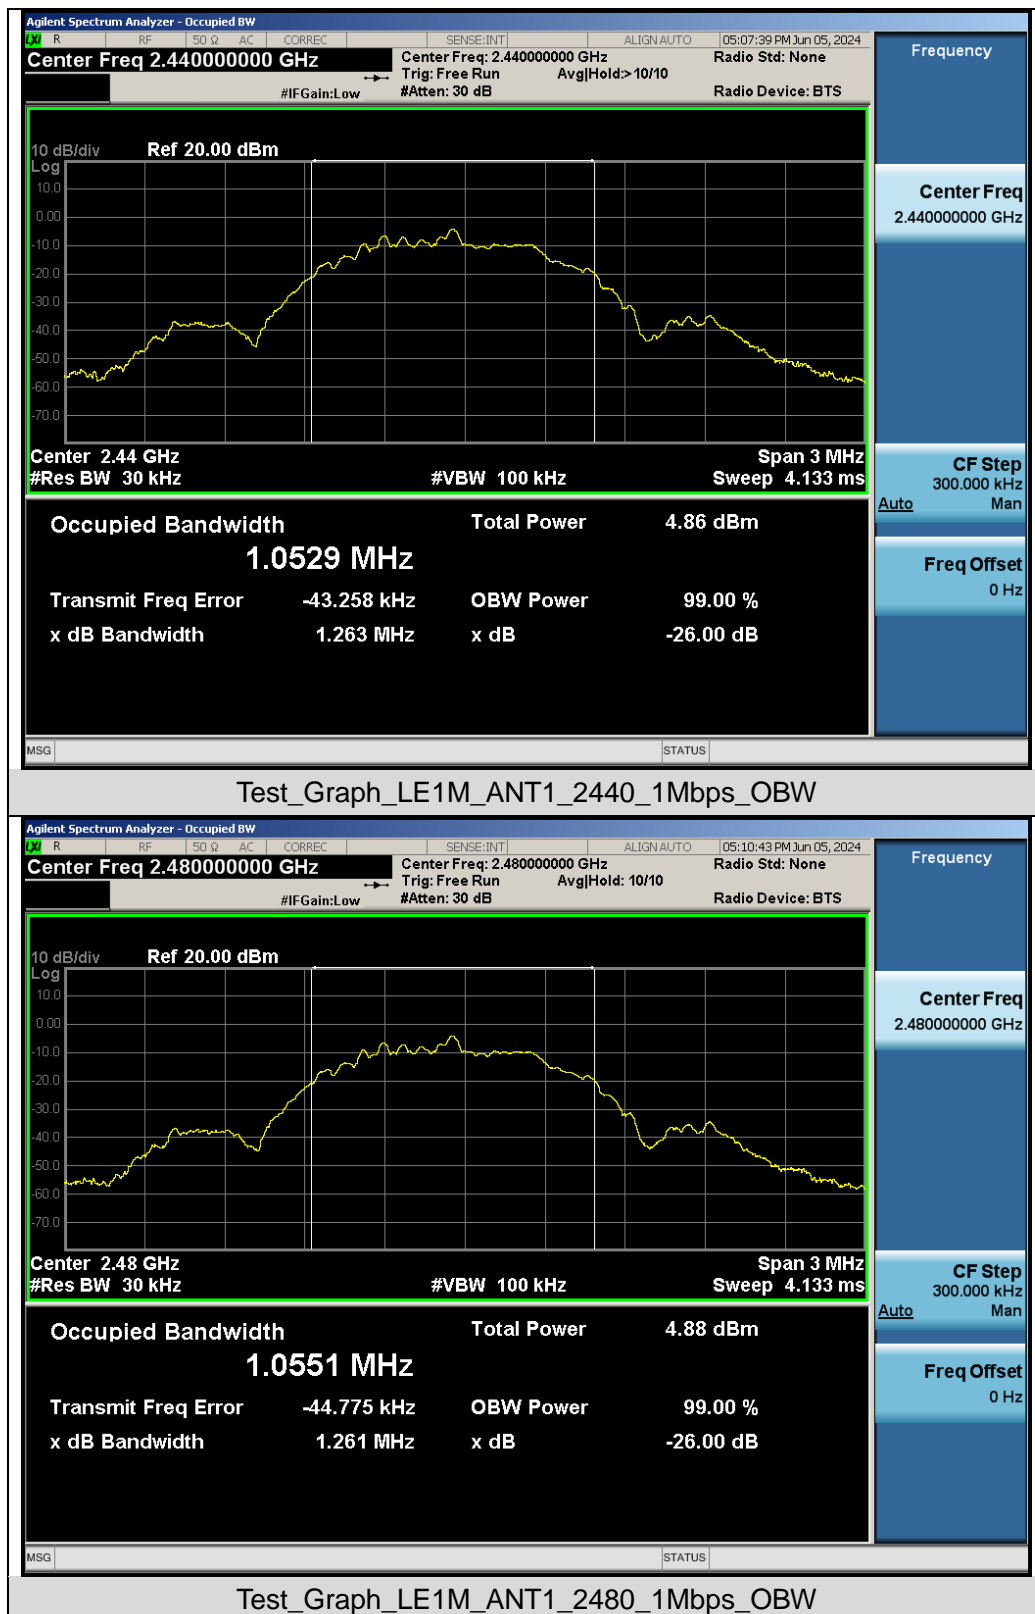 Agilent Spectrum Analyzer - Occupied BW
LXI R RF 50 Ω AC CORREC SENSE:INT ALIGN AUTO 05:07:39 PM Jun 05, 2024
Center Freq 2.440000000 GHz
Center Freq: 2.440000000 GHz Radio Std: None
Trig: Free Run Avg|Hold:> 10/10
#IFGain:Low #Atten: 30 dB Radio Device: BTS
Frequency
10 dB/div Ref 20.00 dBm
Log
10.0
0.00
-10.0
-20.0
-30.0
-40.0
-50.0
-60.0
-70.0
Center 2.44 GHz Span 3 MHz
#Res BW 30 kHz #VBW 100 kHz Sweep 4.133 ms
Center Freq
2.440000000 GHz
CF Step
300.000 kHz
Auto Man
Freq Offset
0 Hz
Occupied Bandwidth Total Power 4.86 dBm
1.0529 MHz
Transmit Freq Error -43.258 kHz OBW Power 99.00 %
x dB Bandwidth 1.263 MHz x dB -26.00 dB
MSG STATUS
Test_Graph_LE1M_ANT1_2440_1Mbps_OBW
Agilent Spectrum Analyzer - Occupied BW
LXI R RF 50 Ω AC CORREC SENSE:INT ALIGN AUTO 05:10:43 PM Jun 05, 2024
Center Freq 2.480000000 GHz
Center Freq: 2.480000000 GHz Radio Std: None
Trig: Free Run Avg|Hold: 10/10
#IFGain:Low #Atten: 30 dB Radio Device: BTS
Frequency
10 dB/div Ref 20.00 dBm
Log
10.0
0.00
-10.0
-20.0
-30.0
-40.0
-50.0
-60.0
-70.0
Center 2.48 GHz Span 3 MHz
#Res BW 30 kHz #VBW 100 kHz Sweep 4.133 ms
Center Freq
2.480000000 GHz
CF Step
300.000 kHz
Auto Man
Freq Offset
0 Hz
Occupied Bandwidth Total Power 4.88 dBm
1.0551 MHz
Transmit Freq Error -44.775 kHz OBW Power 99.00 %
x dB Bandwidth 1.261 MHz x dB -26.00 dB
MSG STATUS
Test_Graph_LE1M_ANT1_2480_1Mbps_OBW